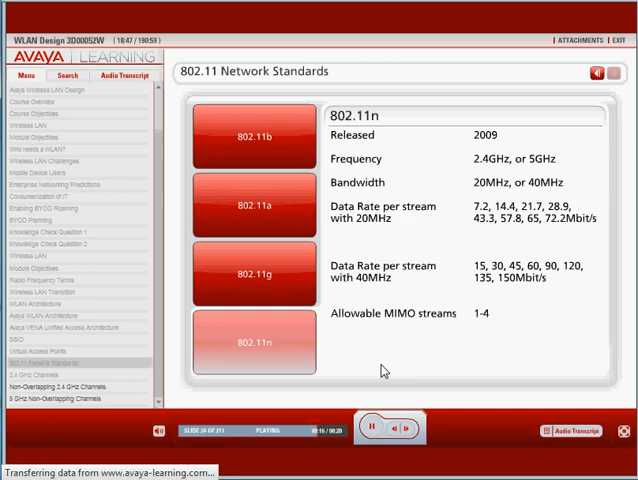 WLAN Design 3D00052W (18:47 / 190:59)
ATTACHMENTS EXIT
AVAYA LEARNING
Menu Search Audio Transcript
Avaya Wireless LAN Design
Course Overview
Course Objectives
Wireless LAN
Module Objectives
Who needs a WLAN?
Wireless LAN Challenges
Mobile Device Users
Enterprise Networking Predictions
Consumerization of IT
Enabling BYOD Roaming
BYOD Planning
Knowledge Check Question 1
Knowledge Check Question 2
Wireless LAN
Module Objectives
Radio Frequency Terms
Wireless LAN Transition
WLAN Architecture
Avaya WLAN Architecture
Avaya VENA Unified Access Architecture
SSID
Virtual Access Points
802.11 Network Standards
2.4 GHz Channels
Non-Overlapping 2.4 GHz Channels
5 GHz Non-Overlapping Channels
802.11 Network Standards
802.11b
802.11a
802.11g
802.11n
802.11n
Released 2009
Frequency 2.4GHz, or 5GHz
Bandwidth 20MHz, or 40MHz
Data Rate per stream 7.2, 14.4, 21.7, 28.9,
with 20MHz 43.3, 57.8, 65, 72.2Mbit/s
Data Rate per stream 15, 30, 45, 60, 90, 120,
with 40MHz 135, 150Mbit/s
Allowable MIMO streams 1-4
SLIDE 24 OF 211 PLAYING 00:16 / 00:20
Audio Transcript
Transferring data from www.avaya-learning.com...